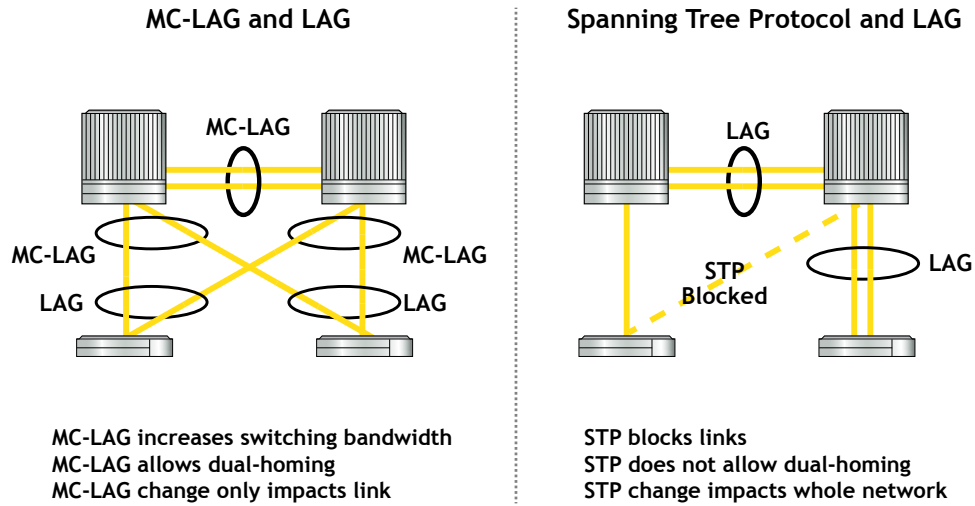 MC-LAG and LAG
MC-LAG
MC-LAG
MC-LAG
LAG
LAG
MC-LAG increases switching bandwidth
MC-LAG allows dual-homing
MC-LAG change only impacts link
Spanning Tree Protocol and LAG
LAG
LAG
STP
Blocked
STP blocks links
STP does not allow dual-homing
STP change impacts whole network